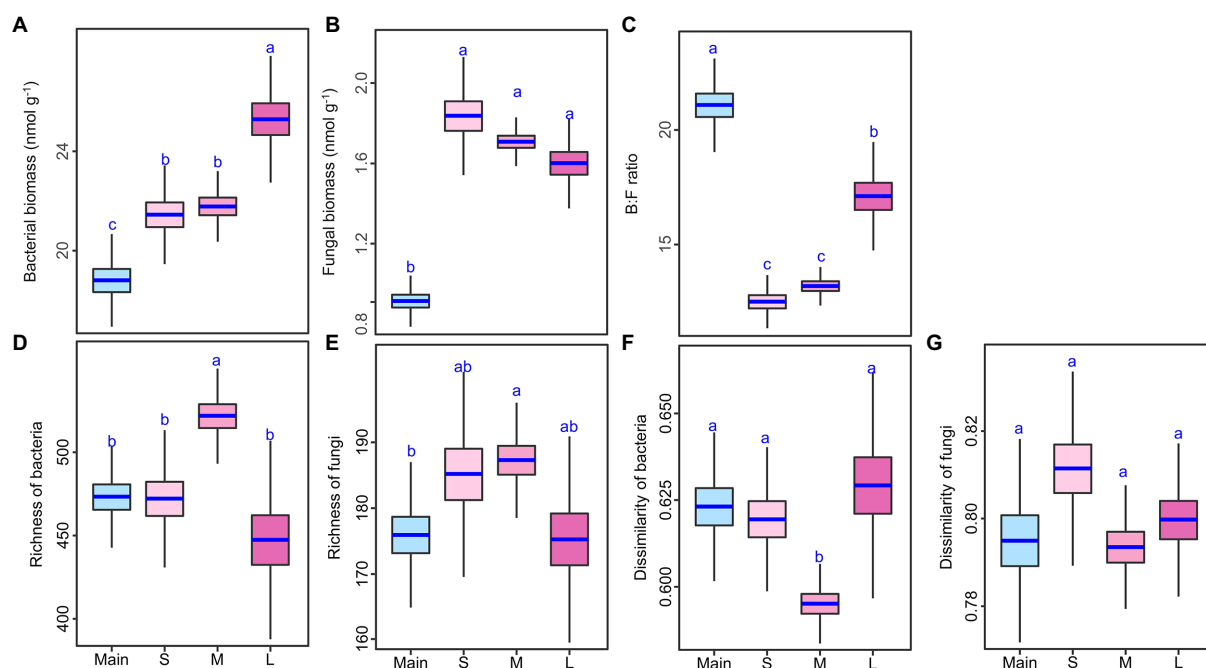 A
Bacterial biomass (nmol g⁻¹)
24
20
c
b
b
a
B
Fungal biomass (nmol g⁻¹)
2.0
1.6
1.2
0.8
b
a
a
a
C
B:F ratio
20
15
a
c
c
b
D
Richness of bacteria
500
450
400
b
b
a
b
Main S M L
E
Richness of fungi
190
180
170
160
b
ab
a
ab
Main S M L
F
Dissimilarity of bacteria
0.650
0.625
0.600
a
a
b
a
Main S M L
G
Dissimilarity of fungi
0.82
0.80
0.78
a
a
a
a
Main S M L